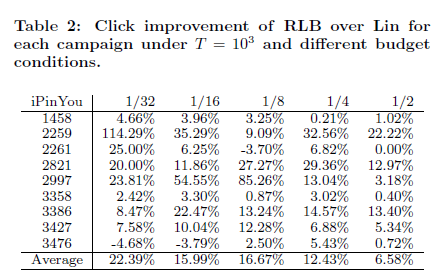 Table 2: Click improvement of RLB over Lin for
each campaign under T = 10³ and different budget
conditions.
iPinYou 1/32 1/16 1/8 1/4 1/2
1458 4.66% 3.96% 3.25% 0.21% 1.02%
2259 114.29% 35.29% 9.09% 32.56% 22.22%
2261 25.00% 6.25% -3.70% 6.82% 0.00%
2821 20.00% 11.86% 27.27% 29.36% 12.97%
2997 23.81% 54.55% 85.26% 13.04% 3.18%
3358 2.42% 3.30% 0.87% 3.02% 0.40%
3386 8.47% 22.47% 13.24% 14.57% 13.40%
3427 7.58% 10.04% 12.28% 6.88% 5.34%
3476 -4.68% -3.79% 2.50% 5.43% 0.72%
Average 22.39% 15.99% 16.67% 12.43% 6.58%